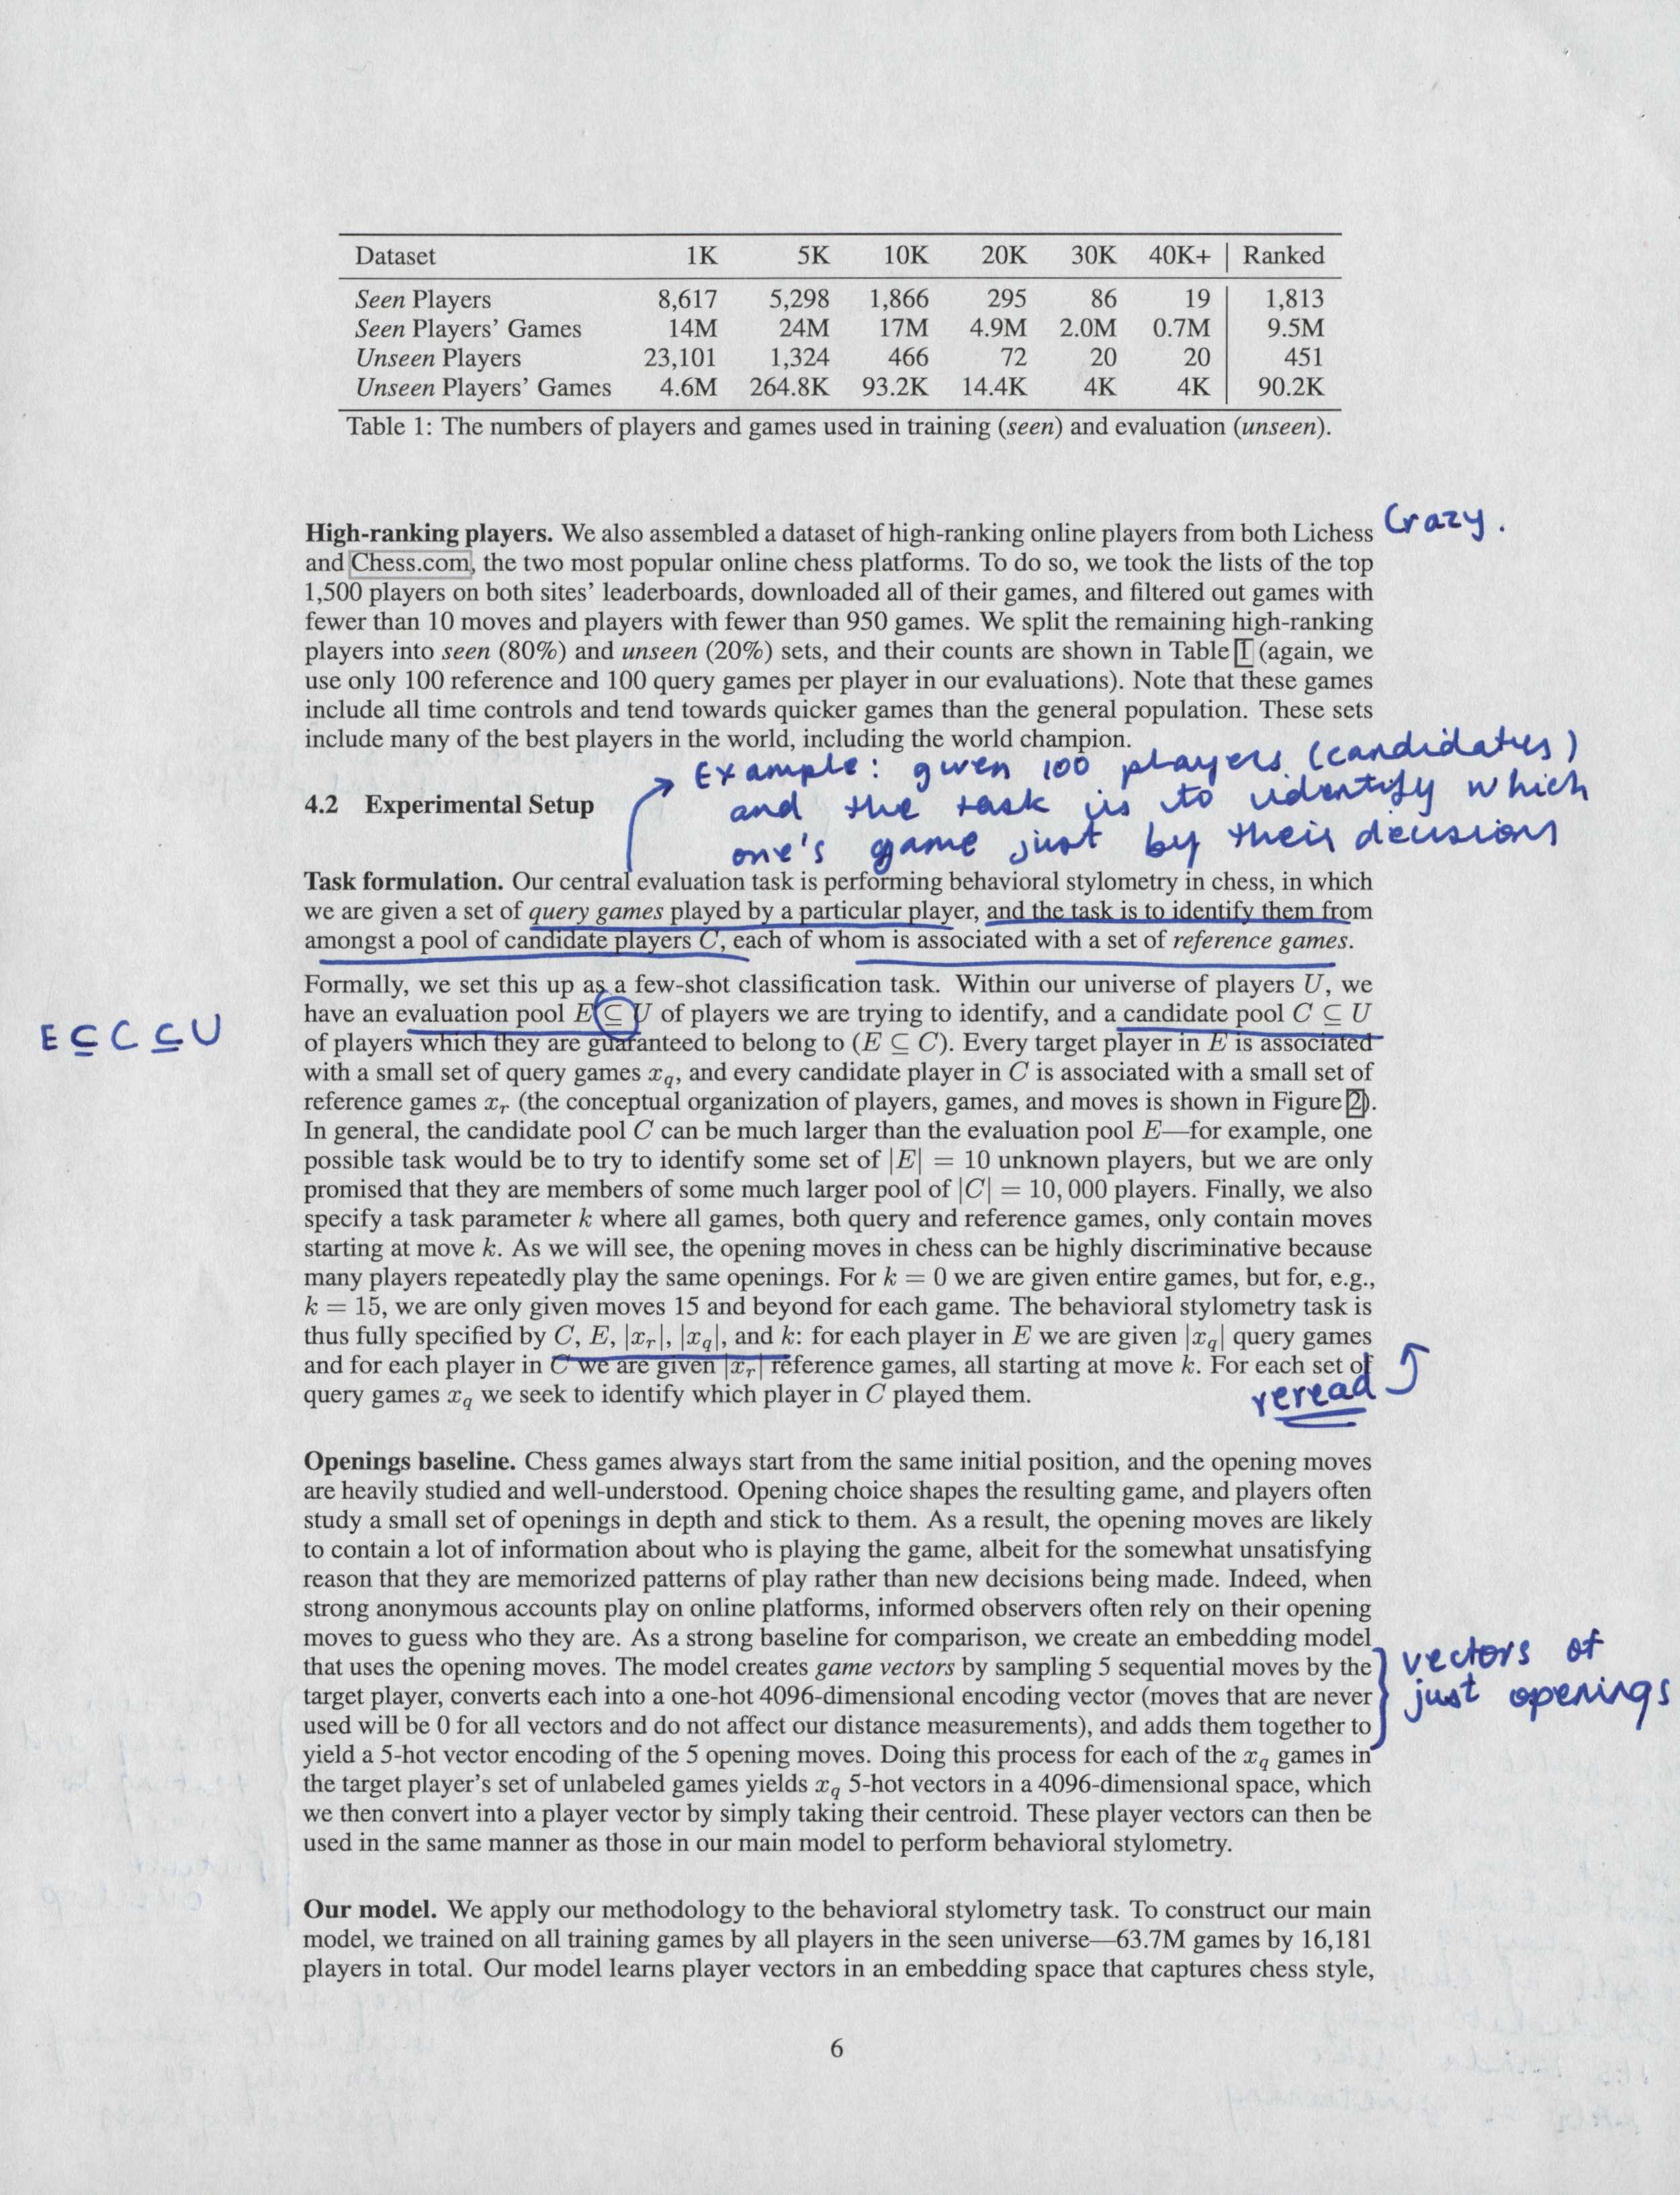 Dataset 1K 5K 10K 20K 30K 40K+ Ranked
Seen Players 8,617 5,298 1,866 295 86 19 1,813
Seen Players' Games 14M 24M 17M 4.9M 2.0M 0.7M 9.5M
Unseen Players 23,101 1,324 466 72 20 20 451
Unseen Players' Games 4.6M 264.8K 93.2K 14.4K 4K 4K 90.2K
Table 1: The numbers of players and games used in training (seen) and evaluation (unseen).
Crazy.
High-ranking players. We also assembled a dataset of high-ranking online players from both Lichess
and Chess.com, the two most popular online chess platforms. To do so, we took the lists of the top
1,500 players on both sites' leaderboards, downloaded all of their games, and filtered out games with
fewer than 10 moves and players with fewer than 950 games. We split the remaining high-ranking
players into seen (80%) and unseen (20%) sets, and their counts are shown in Table 1 (again, we
use only 100 reference and 100 query games per player in our evaluations). Note that these games
include all time controls and tend towards quicker games than the general population. These sets
include many of the best players in the world, including the world champion.
Example: given 100 players (candidates)
and the task is to identify which
one's game just by their decisions
4.2 Experimental Setup
Task formulation. Our central evaluation task is performing behavioral stylometry in chess, in which
we are given a set of query games played by a particular player, and the task is to identify them from
amongst a pool of candidate players C, each of whom is associated with a set of reference games.
Formally, we set this up as a few-shot classification task. Within our universe of players U, we
have an evaluation pool E ⊆ U of players we are trying to identify, and a candidate pool C ⊆ U
E ⊆ C ⊆ U
of players which they are guaranteed to belong to (E ⊆ C). Every target player in E is associated
with a small set of query games x_q, and every candidate player in C is associated with a small set of
reference games x_r (the conceptual organization of players, games, and moves is shown in Figure 2).
In general, the candidate pool C can be much larger than the evaluation pool E—for example, one
possible task would be to try to identify some set of |E| = 10 unknown players, but we are only
promised that they are members of some much larger pool of |C| = 10, 000 players. Finally, we also
specify a task parameter k where all games, both query and reference games, only contain moves
starting at move k. As we will see, the opening moves in chess can be highly discriminative because
many players repeatedly play the same openings. For k = 0 we are given entire games, but for, e.g.,
k = 15, we are only given moves 15 and beyond for each game. The behavioral stylometry task is
thus fully specified by C, E, |x_r|, |x_q|, and k: for each player in E we are given |x_q| query games
and for each player in C we are given |x_r| reference games, all starting at move k. For each set of
query games x_q we seek to identify which player in C played them.
reread
Openings baseline. Chess games always start from the same initial position, and the opening moves
are heavily studied and well-understood. Opening choice shapes the resulting game, and players often
study a small set of openings in depth and stick to them. As a result, the opening moves are likely
to contain a lot of information about who is playing the game, albeit for the somewhat unsatisfying
reason that they are memorized patterns of play rather than new decisions being made. Indeed, when
strong anonymous accounts play on online platforms, informed observers often rely on their opening
moves to guess who they are. As a strong baseline for comparison, we create an embedding model
that uses the opening moves. The model creates game vectors by sampling 5 sequential moves by the
target player, converts each into a one-hot 4096-dimensional encoding vector (moves that are never
used will be 0 for all vectors and do not affect our distance measurements), and adds them together to
vectors of
just openings
yield a 5-hot vector encoding of the 5 opening moves. Doing this process for each of the x_q games in
the target player's set of unlabeled games yields x_q 5-hot vectors in a 4096-dimensional space, which
we then convert into a player vector by simply taking their centroid. These player vectors can then be
used in the same manner as those in our main model to perform behavioral stylometry.
Our model. We apply our methodology to the behavioral stylometry task. To construct our main
model, we trained on all training games by all players in the seen universe—63.7M games by 16,181
players in total. Our model learns player vectors in an embedding space that captures chess style,
6